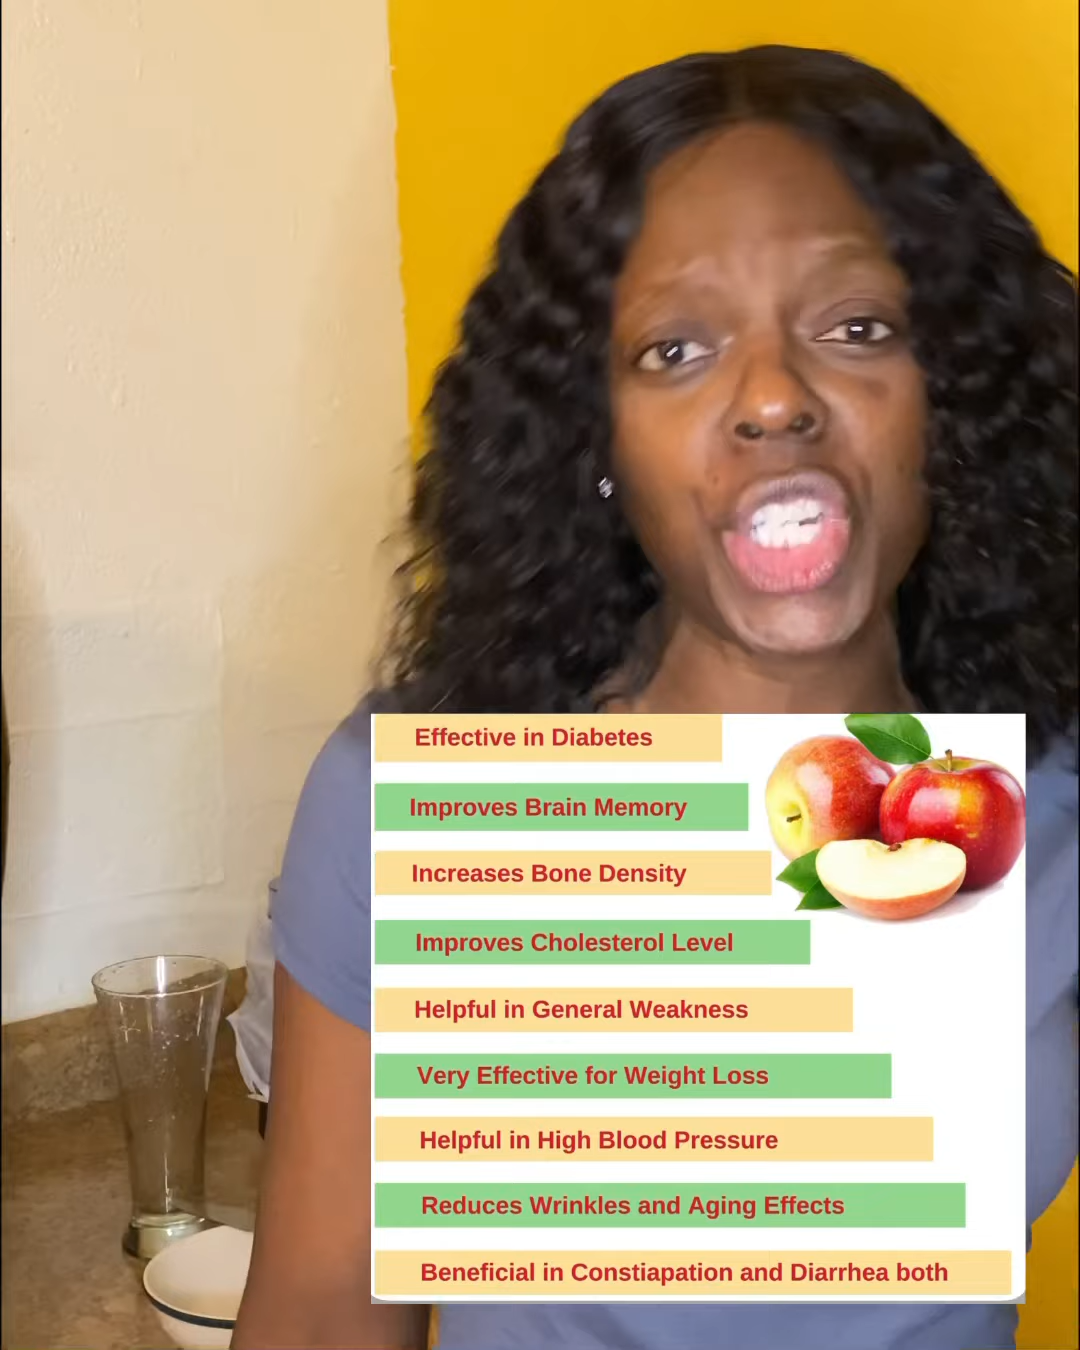 Effective in Diabetes
Improves Brain Memory
Increases Bone Density
Improves Cholesterol Level
Helpful in General Weakness
Very Effective for Weight Loss
Helpful in High Blood Pressure
Reduces Wrinkles and Aging Effects
Beneficial in Constiapation and Diarrhea both